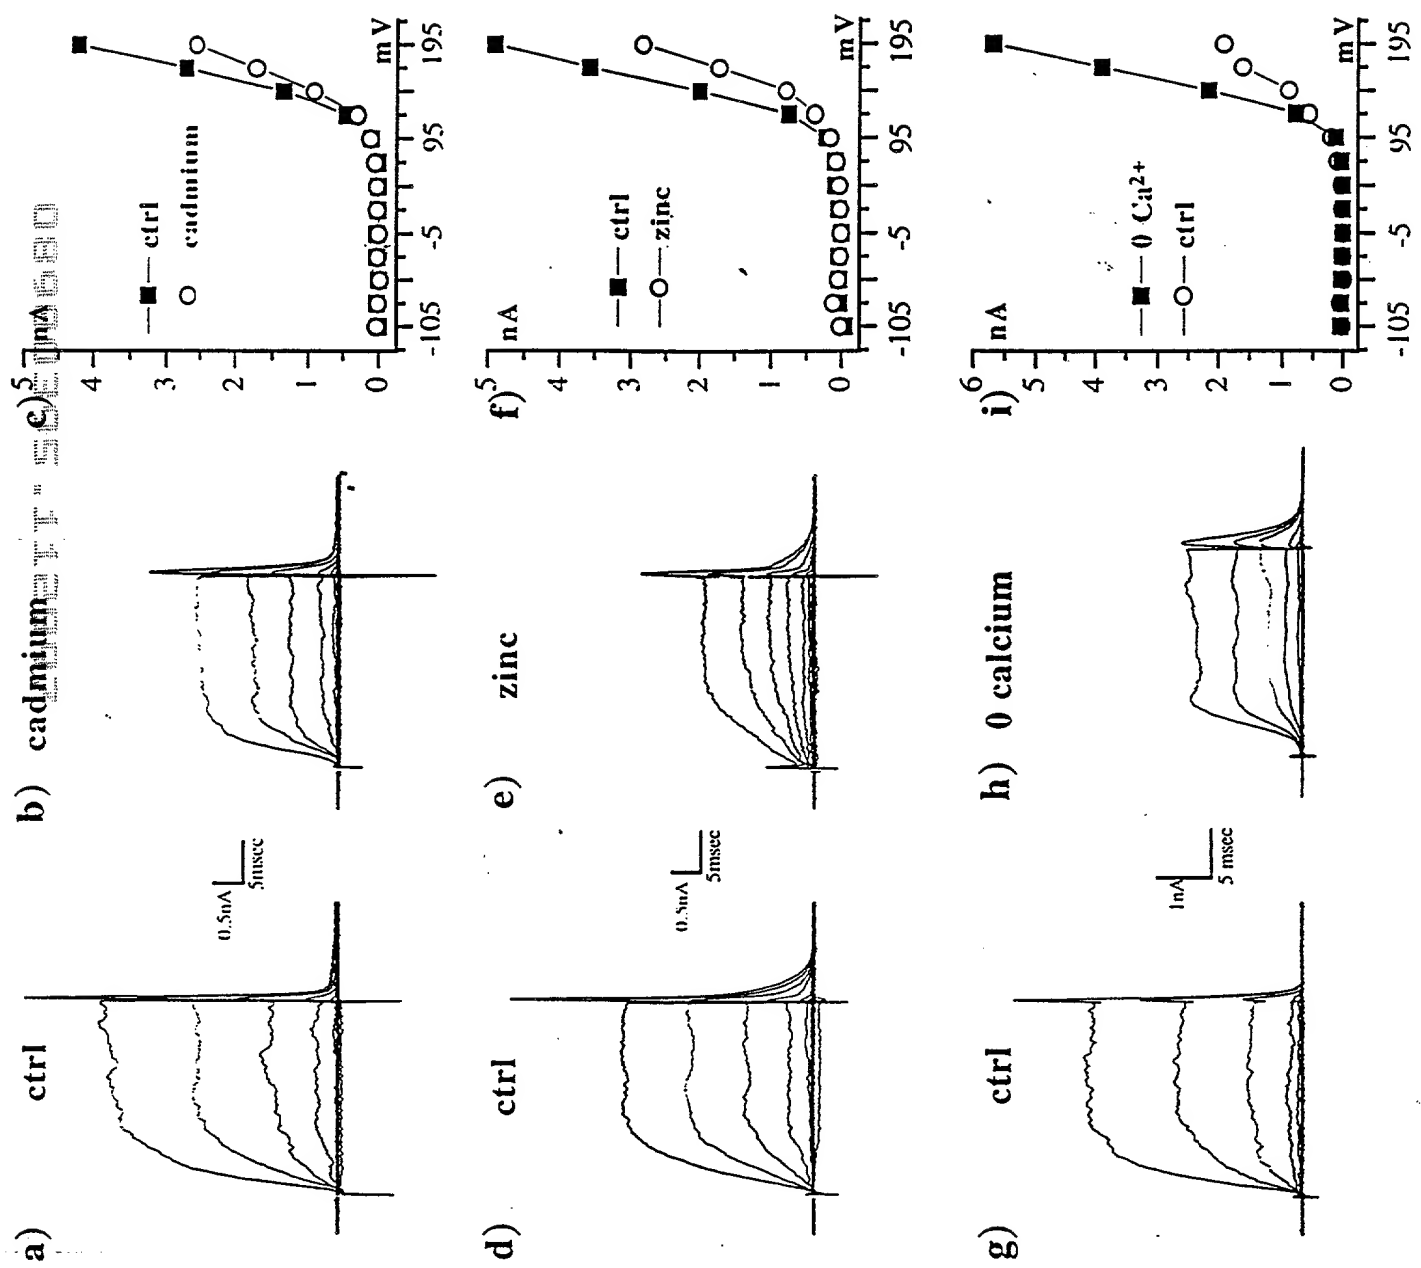 a) ctrl
0.5nA
5msec
b) cadmium
c) nA
5
4
3
2
1
0
ctrl
cadmium
-105 -5 95 195
mV
d) ctrl
0.5nA
5msec
e) zinc
f) nA
5
4
3
2
1
0
ctrl
zinc
-105 -5 95 195
mV
g) ctrl
1nA
5 msec
h) 0 calcium
i) nA
6
5
4
3
2
1
0
0 Ca²⁺
ctrl
-105 -5 95 195
mV